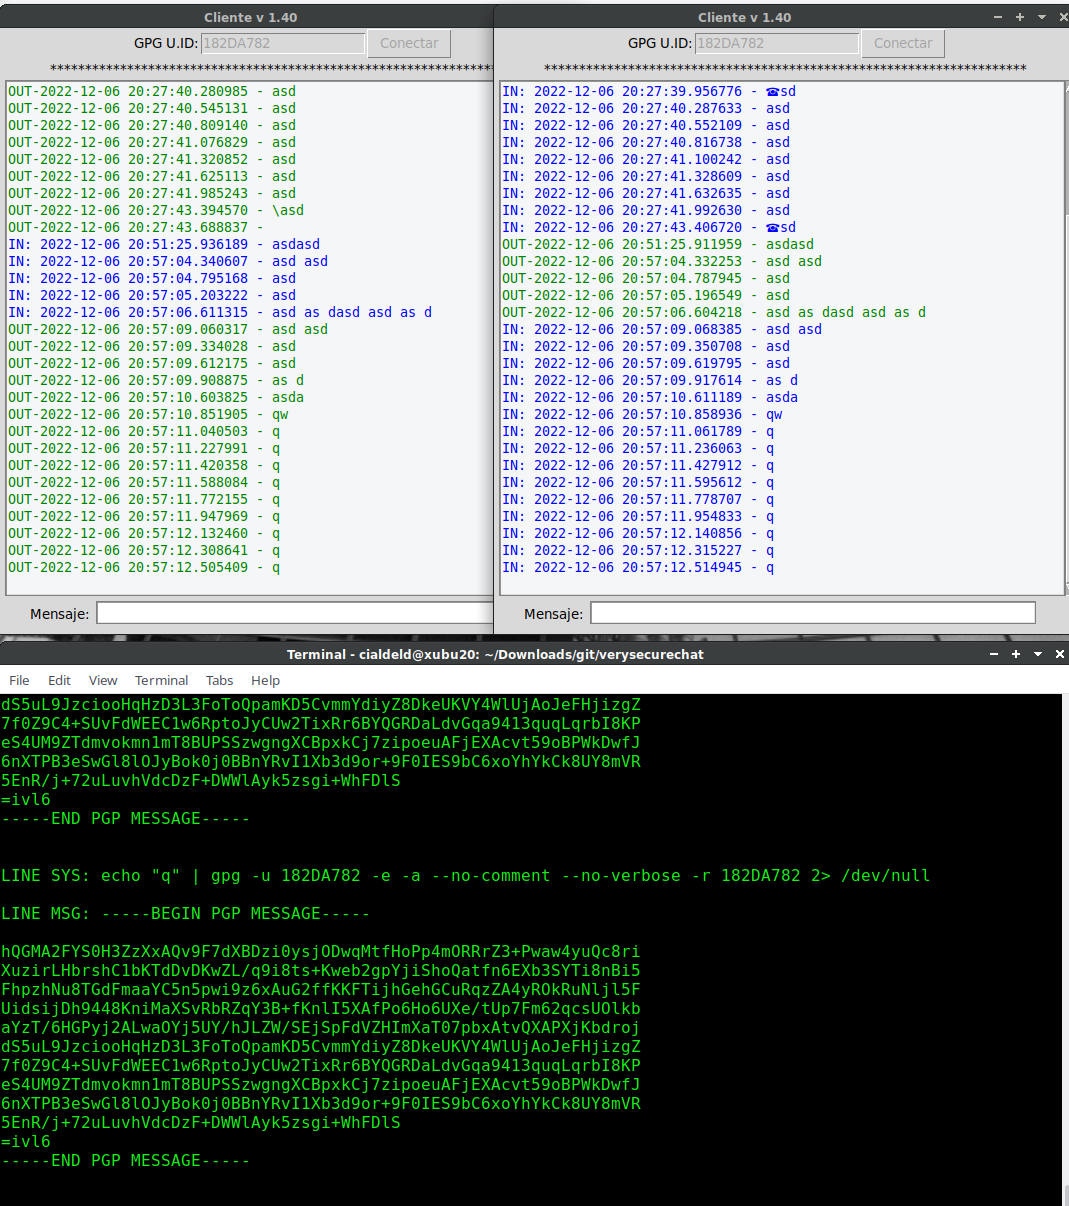 Cliente v 1.40
GPG U.ID: 182DA782 Conectar
****************************************************************
OUT-2022-12-06 20:27:40.280985 - asd
OUT-2022-12-06 20:27:40.545131 - asd
OUT-2022-12-06 20:27:40.809140 - asd
OUT-2022-12-06 20:27:41.076829 - asd
OUT-2022-12-06 20:27:41.320852 - asd
OUT-2022-12-06 20:27:41.625113 - asd
OUT-2022-12-06 20:27:41.985243 - asd
OUT-2022-12-06 20:27:43.394570 - \asd
OUT-2022-12-06 20:27:43.688837 -
IN: 2022-12-06 20:51:25.936189 - asdasd
IN: 2022-12-06 20:57:04.340607 - asd asd
IN: 2022-12-06 20:57:04.795168 - asd
IN: 2022-12-06 20:57:05.203222 - asd
IN: 2022-12-06 20:57:06.611315 - asd as dasd asd as d
OUT-2022-12-06 20:57:09.060317 - asd asd
OUT-2022-12-06 20:57:09.334028 - asd
OUT-2022-12-06 20:57:09.612175 - asd
OUT-2022-12-06 20:57:09.908875 - as d
OUT-2022-12-06 20:57:10.603825 - asda
OUT-2022-12-06 20:57:10.851905 - qw
OUT-2022-12-06 20:57:11.040503 - q
OUT-2022-12-06 20:57:11.227991 - q
OUT-2022-12-06 20:57:11.420358 - q
OUT-2022-12-06 20:57:11.588084 - q
OUT-2022-12-06 20:57:11.772155 - q
OUT-2022-12-06 20:57:11.947969 - q
OUT-2022-12-06 20:57:12.132460 - q
OUT-2022-12-06 20:57:12.308641 - q
OUT-2022-12-06 20:57:12.505409 - q
Mensaje:
Cliente v 1.40
GPG U.ID: 182DA782 Conectar
*********************************************************************
IN: 2022-12-06 20:27:39.956776 - ☎sd
IN: 2022-12-06 20:27:40.287633 - asd
IN: 2022-12-06 20:27:40.552109 - asd
IN: 2022-12-06 20:27:40.816738 - asd
IN: 2022-12-06 20:27:41.100242 - asd
IN: 2022-12-06 20:27:41.328609 - asd
IN: 2022-12-06 20:27:41.632635 - asd
IN: 2022-12-06 20:27:41.992630 - asd
IN: 2022-12-06 20:27:43.406720 - ☎sd
OUT-2022-12-06 20:51:25.911959 - asdasd
OUT-2022-12-06 20:57:04.332253 - asd asd
OUT-2022-12-06 20:57:04.787945 - asd
OUT-2022-12-06 20:57:05.196549 - asd
OUT-2022-12-06 20:57:06.604218 - asd as dasd asd as d
IN: 2022-12-06 20:57:09.068385 - asd asd
IN: 2022-12-06 20:57:09.350708 - asd
IN: 2022-12-06 20:57:09.619795 - asd
IN: 2022-12-06 20:57:09.917614 - as d
IN: 2022-12-06 20:57:10.611189 - asda
IN: 2022-12-06 20:57:10.858936 - qw
IN: 2022-12-06 20:57:11.061789 - q
IN: 2022-12-06 20:57:11.236063 - q
IN: 2022-12-06 20:57:11.427912 - q
IN: 2022-12-06 20:57:11.595612 - q
IN: 2022-12-06 20:57:11.778707 - q
IN: 2022-12-06 20:57:11.954833 - q
IN: 2022-12-06 20:57:12.140856 - q
IN: 2022-12-06 20:57:12.315227 - q
IN: 2022-12-06 20:57:12.514945 - q
Mensaje:
Terminal - cialdeld@xubu20: ~/Downloads/git/verysecurechat
File Edit View Terminal Tabs Help
dS5uL9JzciooHqHzD3L3FoToQpamKD5CvmmYdiyZ8DkeUKVY4WlUjAoJeFHjizgZ
7f0Z9C4+SUvFdWEEC1w6RptoJyCUw2TixRr6BYQGRDaLdvGqa9413quqLqrbI8KP
eS4UM9ZTdmvokmn1mT8BUPSSzwgngXCBpxkCj7zipoeuAFjEXAcvt59oBPWkDwfJ
6nXTPB3eSwGl8lOJyBok0j0BBnYRvI1Xb3d9or+9F0IES9bC6xoYhYkCk8UY8mVR
5EnR/j+72uLuvhVdcDzF+DWWlAyk5zsgi+WhFDlS
=ivl6
-----END PGP MESSAGE-----
LINE SYS: echo "q" | gpg -u 182DA782 -e -a --no-comment --no-verbose -r 182DA782 2> /dev/null
LINE MSG: -----BEGIN PGP MESSAGE-----
hQGMA2FYS0H3ZzXxAQv9F7dXBDzi0ysjODwqMtfHoPp4mORRrZ3+Pwaw4yuQc8ri
XuzirLHbrshC1bKTdDvDKwZL/q9i8ts+Kweb2gpYjiShoQatfn6EXb3SYTi8nBi5
FhpzhNu8TGdFmaaYC5n5pwi9z6xAuG2ffKKFTijhGehGCuRqzZA4yROkRuNljl5F
UidsijDh9448KniMaXSvRbRZqY3B+fKnlI5XAfPo6Ho6UXe/tUp7Fm62qcsUOlkb
aYzT/6HGPyj2ALwaOYj5UY/hJLZW/SEjSpFdVZHImXaT07pbxAtvQXAPXjKbdroj
dS5uL9JzciooHqHzD3L3FoToQpamKD5CvmmYdiyZ8DkeUKVY4WlUjAoJeFHjizgZ
7f0Z9C4+SUvFdWEEC1w6RptoJyCUw2TixRr6BYQGRDaLdvGqa9413quqLqrbI8KP
eS4UM9ZTdmvokmn1mT8BUPSSzwgngXCBpxkCj7zipoeuAFjEXAcvt59oBPWkDwfJ
6nXTPB3eSwGl8lOJyBok0j0BBnYRvI1Xb3d9or+9F0IES9bC6xoYhYkCk8UY8mVR
5EnR/j+72uLuvhVdcDzF+DWWlAyk5zsgi+WhFDlS
=ivl6
-----END PGP MESSAGE-----